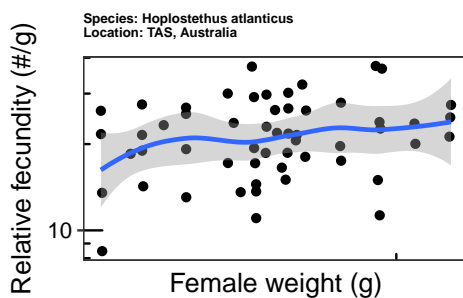 Species: Hoplostethus atlanticus
Location: TAS, Australia
Relative fecundity (#/g)
10
Female weight (g)